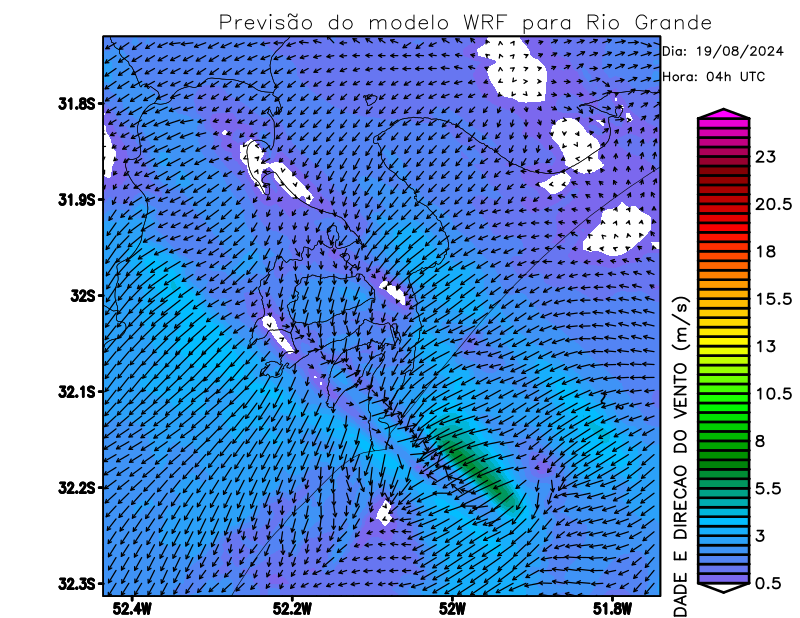 Previsão do modelo WRF para Rio Grande
Dia: 19/08/2024
Hora: 04h UTC
31.8S
31.9S
32S
32.1S
32.2S
32.3S
52.4W
52.2W
52W
51.8W
23
20.5
18
15.5
13
10.5
8
5.5
3
0.5
DADE E DIRECAO DO VENTO (m/s)